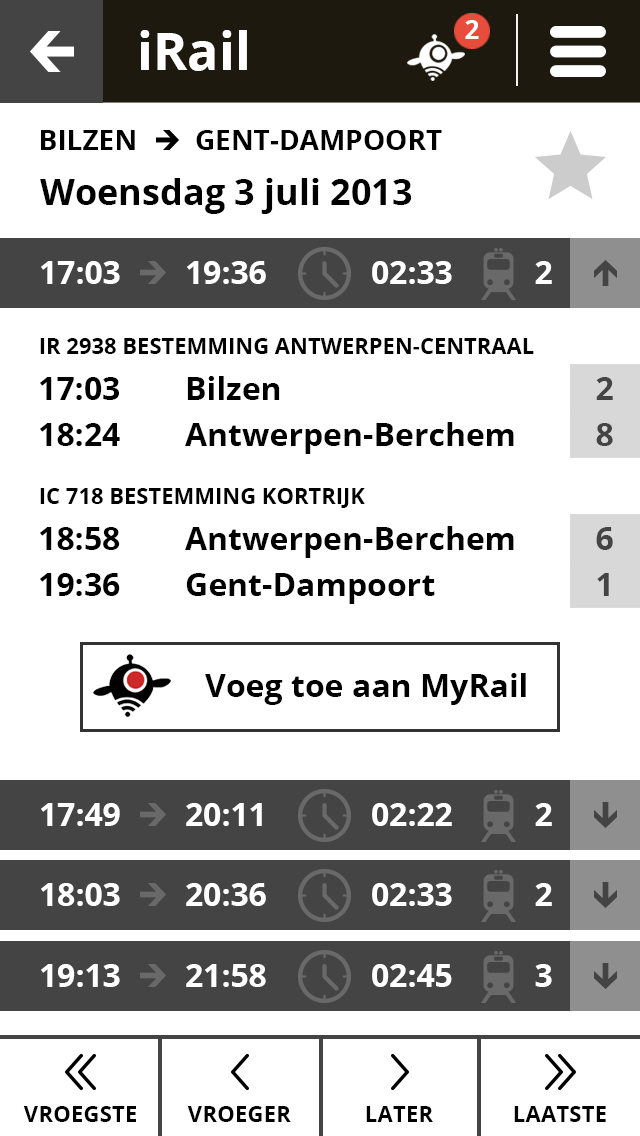 iRail 2
BILZEN → GENT-DAMPOORT
Woensdag 3 juli 2013
17:03 → 19:36 02:33 2
IR 2938 BESTEMMING ANTWERPEN-CENTRAAL
17:03 Bilzen 2
18:24 Antwerpen-Berchem 8
IC 718 BESTEMMING KORTRIJK
18:58 Antwerpen-Berchem 6
19:36 Gent-Dampoort 1
Voeg toe aan MyRail
17:49 → 20:11 02:22 2
18:03 → 20:36 02:33 2
19:13 → 21:58 02:45 3
VROEGSTE VROEGER LATER LAATSTE